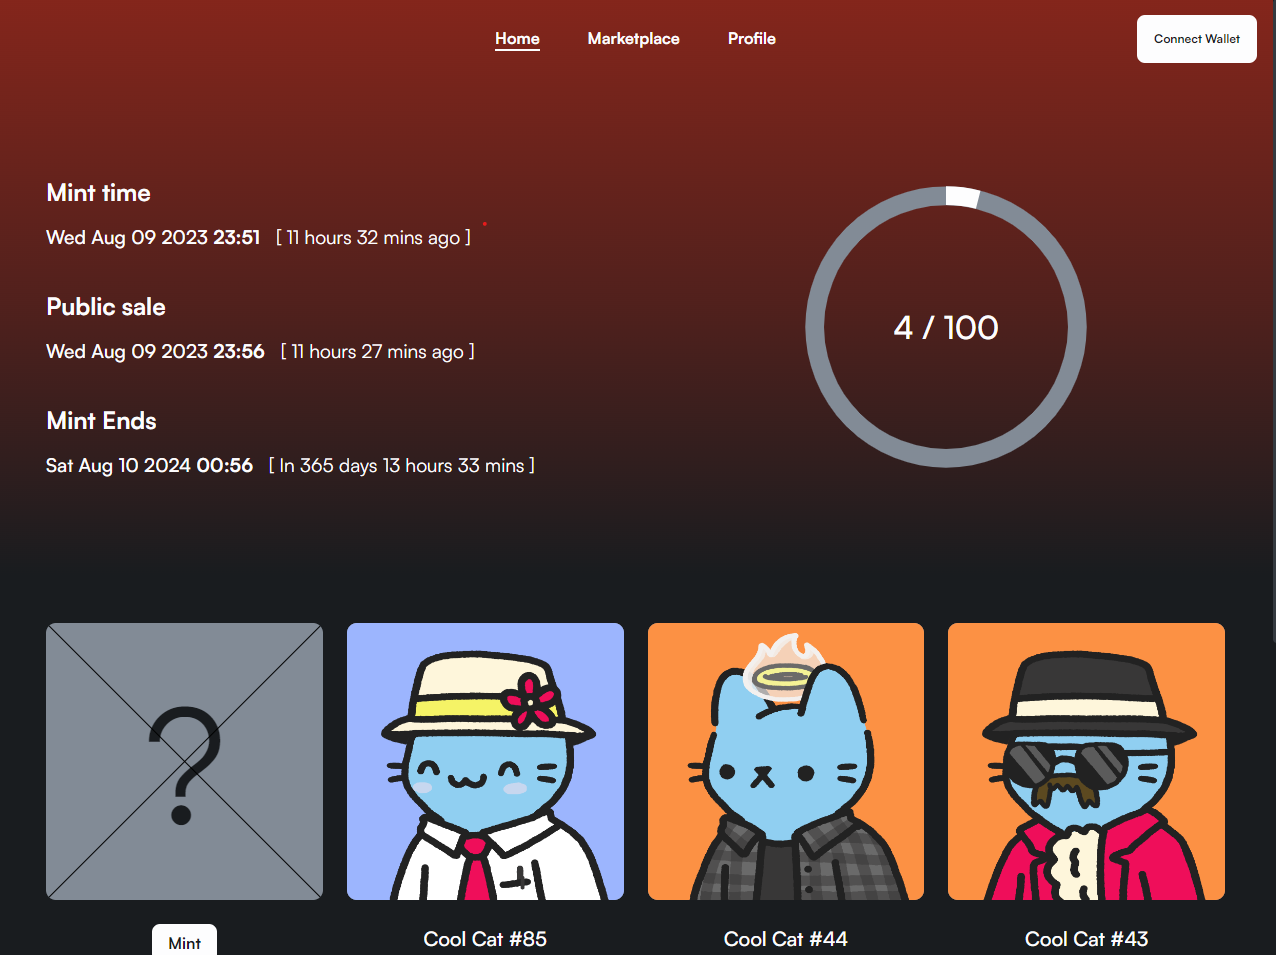 Home Marketplace Profile Connect Wallet
Mint time
Wed Aug 09 2023 23:51 [ 11 hours 32 mins ago ]
Public sale
Wed Aug 09 2023 23:56 [ 11 hours 27 mins ago ]
Mint Ends
Sat Aug 10 2024 00:56 [ In 365 days 13 hours 33 mins ]
4 / 100
?
Mint
Cool Cat #85
Cool Cat #44
Cool Cat #43